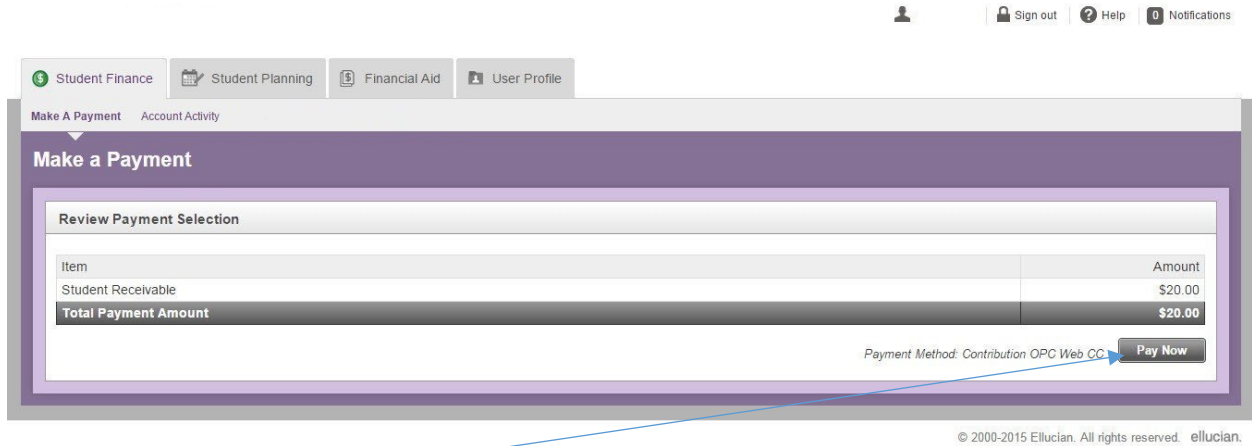 Sign out Help 0 Notifications
Student Finance Student Planning Financial Aid User Profile
Make A Payment Account Activity
Make a Payment
Review Payment Selection
Item Amount
Student Receivable $20.00
Total Payment Amount $20.00
Payment Method: Contribution OPC Web CC Pay Now
© 2000-2015 Ellucian. All rights reserved. ellucian.